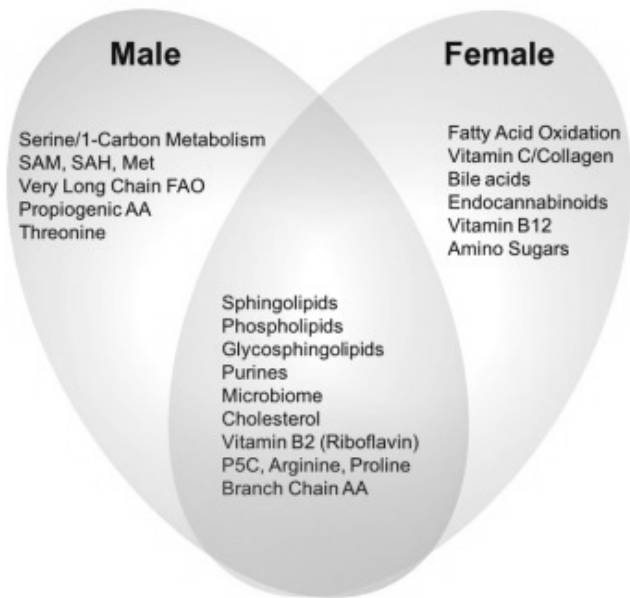 Male
Female
Serine/1-Carbon Metabolism
SAM, SAH, Met
Very Long Chain FAO
Propiogenic AA
Threonine
Fatty Acid Oxidation
Vitamin C/Collagen
Bile acids
Endocannabinoids
Vitamin B12
Amino Sugars
Sphingolipids
Phospholipids
Glycosphingolipids
Purines
Microbiome
Cholesterol
Vitamin B2 (Riboflavin)
P5C, Arginine, Proline
Branch Chain AA